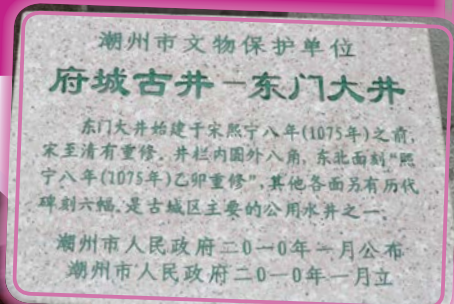 潮州市文物保护单位
府城古井一东门大井
东门大井始建于宋熙宁八年(1075年)之前,
宋至清有重修。井栏内圆外八角，东北面刻“熙
宁八年(1075年)乙卯重修”,其他各面另有历代
碑刻六幅。是古城区主要的公用水井之一。
潮州市人民政府二0一0年一月公布
潮州市人民政府二0一0年一月立